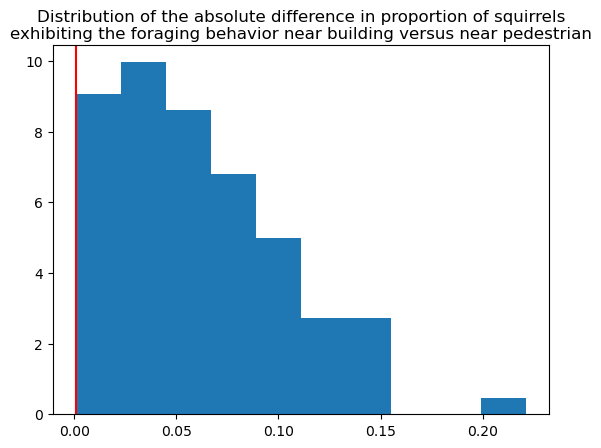 Distribution of the absolute difference in proportion of squirrels
exhibiting the foraging behavior near building versus near pedestrian
10
8
6
4
2
0
0.00 0.05 0.10 0.15 0.20